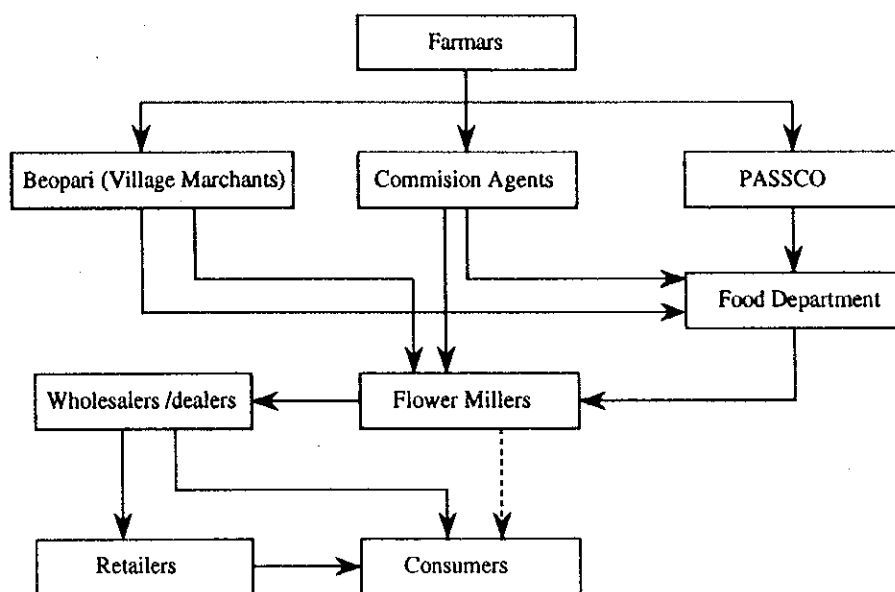 Farmars
Beopari (Village Marchants)
Commision Agents
PASSCO
Food Department
Wholesalers /dealers
Flower Millers
Retailers
Consumers